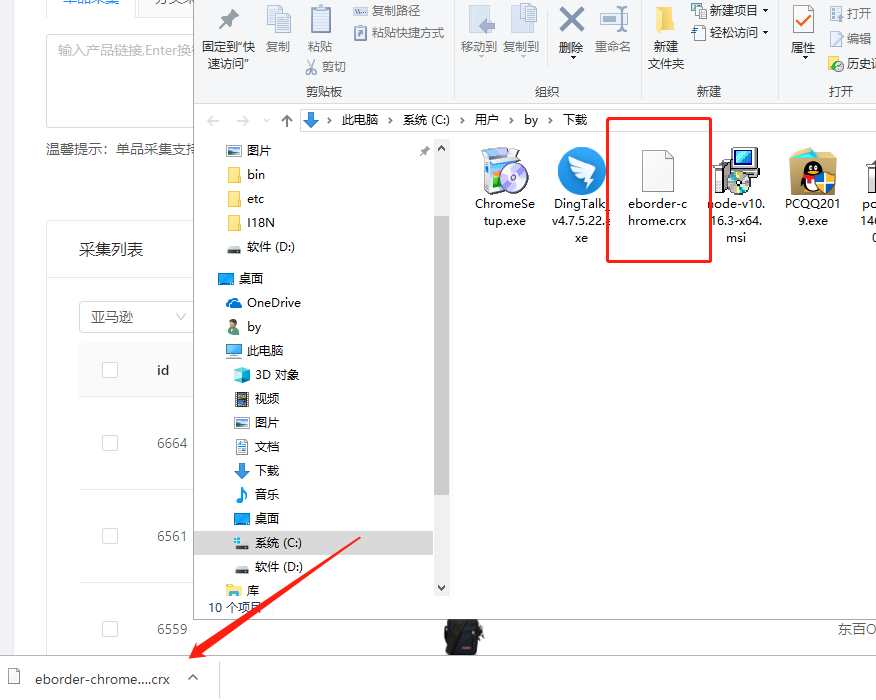 单品采集
输入产品链接,Enter换
温馨提示：单品采集支持
采集列表
亚马逊
id
6664
6561
6559
固定到“快
速访问”
复制
粘贴
复制路径
粘贴快捷方式
剪切
剪贴板
移动到
复制到
删除
重命名
组织
新建
文件夹
新建项目
轻松访问
新建
属性
打开
编辑
历史记
打开
此电脑
系统 (C:)
用户
by
下载
图片
bin
etc
I18N
软件 (D:)
桌面
OneDrive
by
此电脑
3D 对象
视频
图片
文档
下载
音乐
桌面
系统 (C:)
软件 (D:)
库
10 个项目
ChromeSe
tup.exe
DingTalk_
v4.7.5.22.e
xe
eborder-c
hrome.crx
node-v10.
16.3-x64.
msi
PCQQ201
9.exe
东百O
eborder-chrome....crx